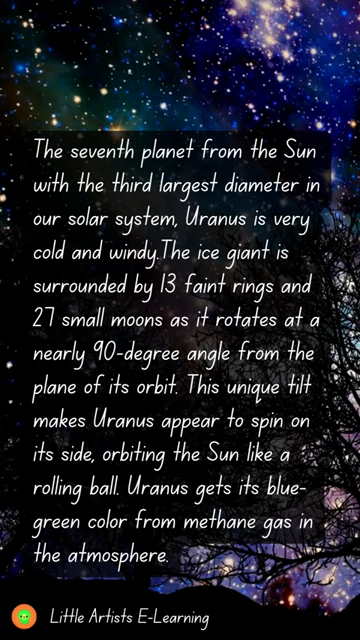 The seventh planet from the Sun
with the third largest diameter in
our solar system, Uranus is very
cold and windy.The ice giant is
surrounded by 13 faint rings and
27 small moons as it rotates at a
nearly 90-degree angle from the
plane of its orbit. This unique tilt
makes Uranus appear to spin on
its side, orbiting the Sun like a
rolling ball. Uranus gets its blue-
green color from methane gas in
the atmosphere.
Little Artists E-Learning